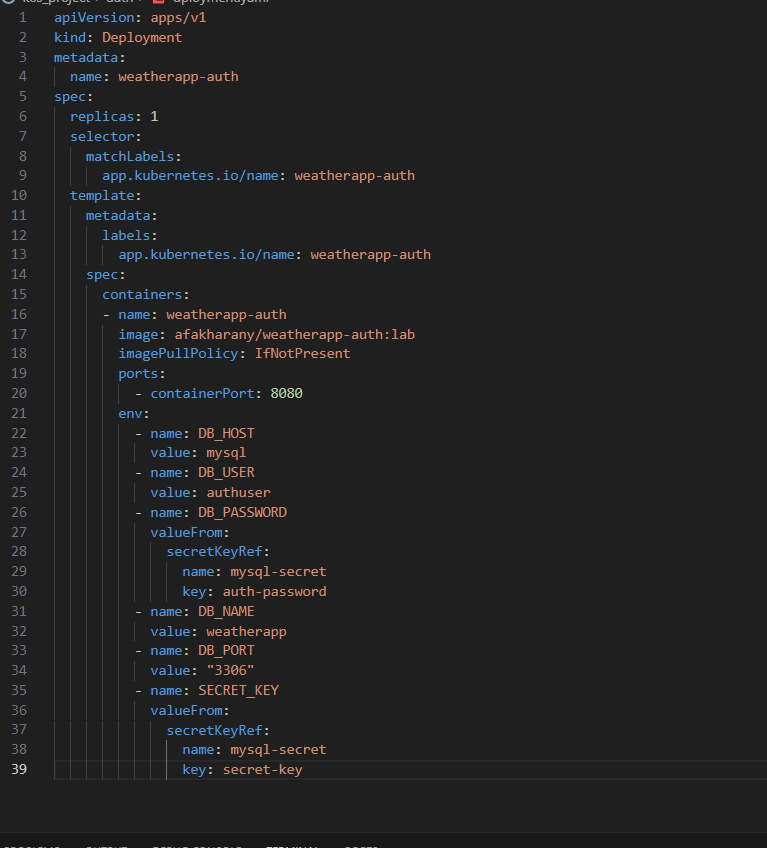 1 apiVersion: apps/v1
2 kind: Deployment
3 metadata:
4   name: weatherapp-auth
5 spec:
6   replicas: 1
7   selector:
8     matchLabels:
9       app.kubernetes.io/name: weatherapp-auth
10   template:
11     metadata:
12       labels:
13         app.kubernetes.io/name: weatherapp-auth
14     spec:
15       containers:
16       - name: weatherapp-auth
17         image: afakharany/weatherapp-auth:lab
18         imagePullPolicy: IfNotPresent
19         ports:
20           - containerPort: 8080
21         env:
22           - name: DB_HOST
23             value: mysql
24           - name: DB_USER
25             value: authuser
26           - name: DB_PASSWORD
27             valueFrom:
28               secretKeyRef:
29                 name: mysql-secret
30                 key: auth-password
31           - name: DB_NAME
32             value: weatherapp
33           - name: DB_PORT
34             value: "3306"
35           - name: SECRET_KEY
36             valueFrom:
37               secretKeyRef:
38                 name: mysql-secret
39                 key: secret-key